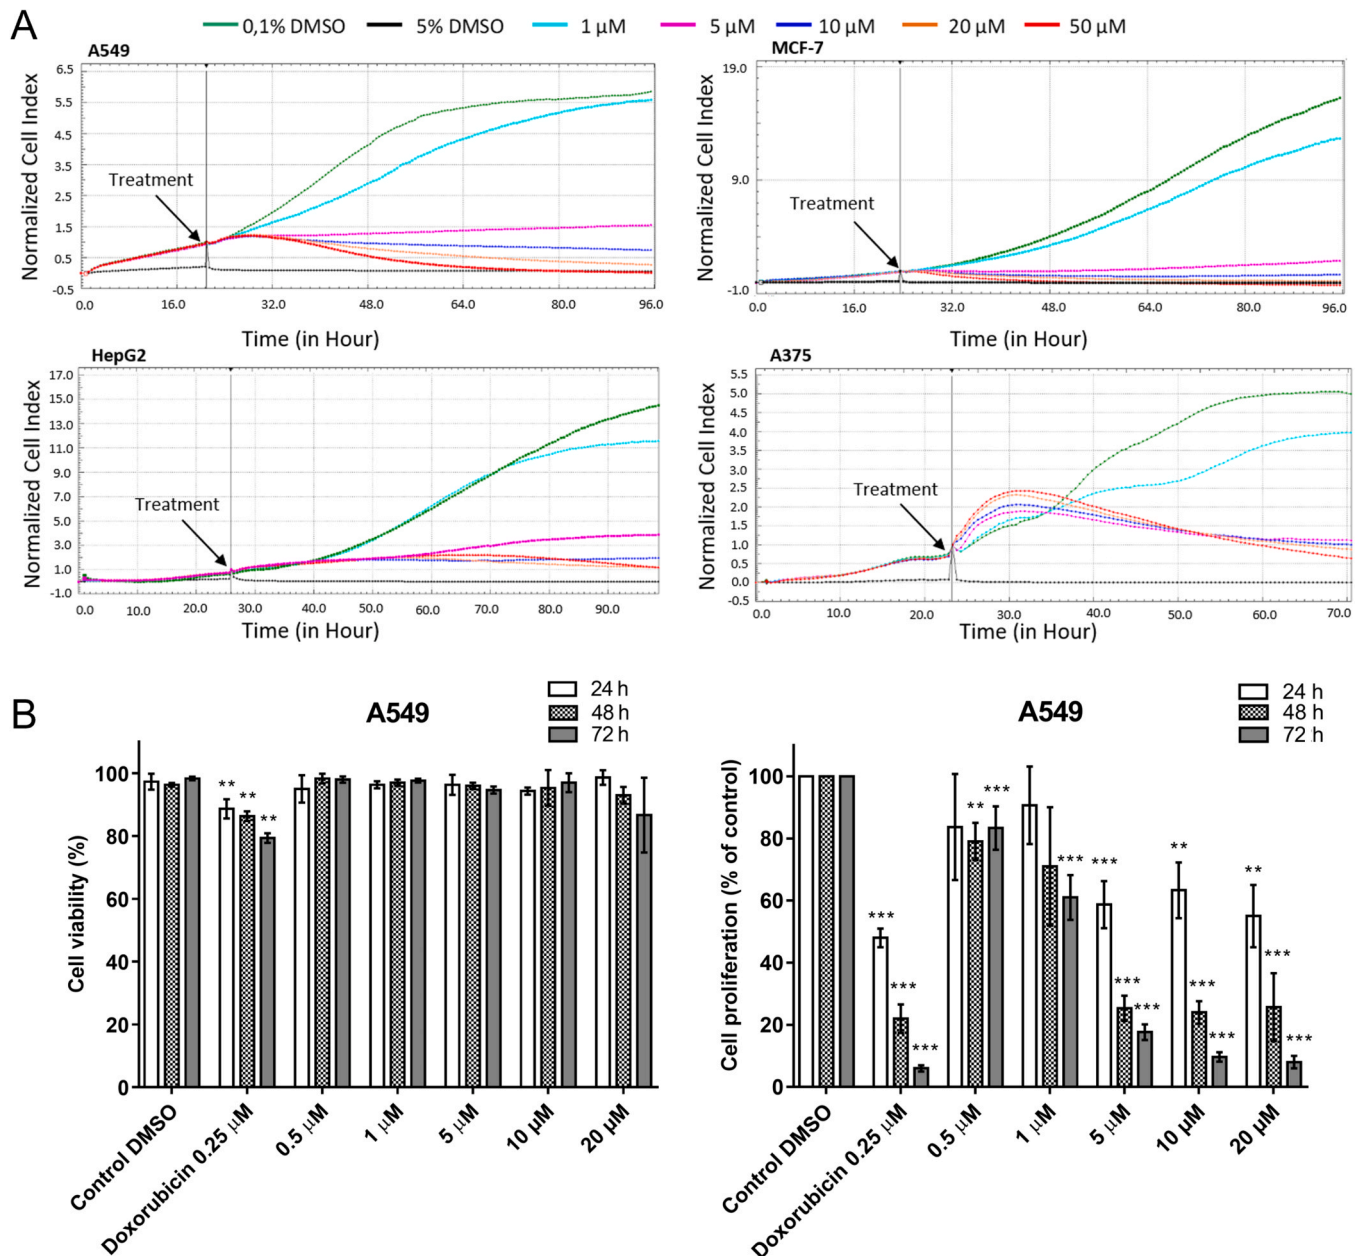 A
0,1% DMSO 5% DMSO 1 µM 5 µM 10 µM 20 µM 50 µM
A549
Normalized Cell Index
6.5
5.5
4.5
3.5
2.5
1.5
0.5
-0.5
Treatment
0.0 16.0 32.0 48.0 64.0 80.0 96.0
Time (in Hour)
MCF-7
Normalized Cell Index
19.0
9.0
-1.0
Treatment
0.0 16.0 32.0 48.0 64.0 80.0 96.0
Time (in Hour)
HepG2
Normalized Cell Index
17.0
15.0
13.0
11.0
9.0
7.0
5.0
3.0
1.0
-1.0
Treatment
0.0 10.0 20.0 30.0 40.0 50.0 60.0 70.0 80.0 90.0
Time (in Hour)
A375
Normalized Cell Index
5.5
5.0
4.5
4.0
3.5
3.0
2.5
2.0
1.5
1.0
0.5
0.0
-0.5
Treatment
0.0 10.0 20.0 30.0 40.0 50.0 60.0 70.0
Time (in Hour)
B
A549
24 h
48 h
72 h
Cell viability (%)
100
80
60
40
20
0
** ** **
Control DMSO
Doxorubicin 0.25 µM
0.5 µM
1 µM
5 µM
10 µM
20 µM
A549
24 h
48 h
72 h
Cell proliferation (% of control)
100
80
60
40
20
0
*** *** *** ** *** *** *** *** *** ** *** *** ** *** ***
Control DMSO
Doxorubicin 0.25 µM
0.5 µM
1 µM
5 µM
10 µM
20 µM